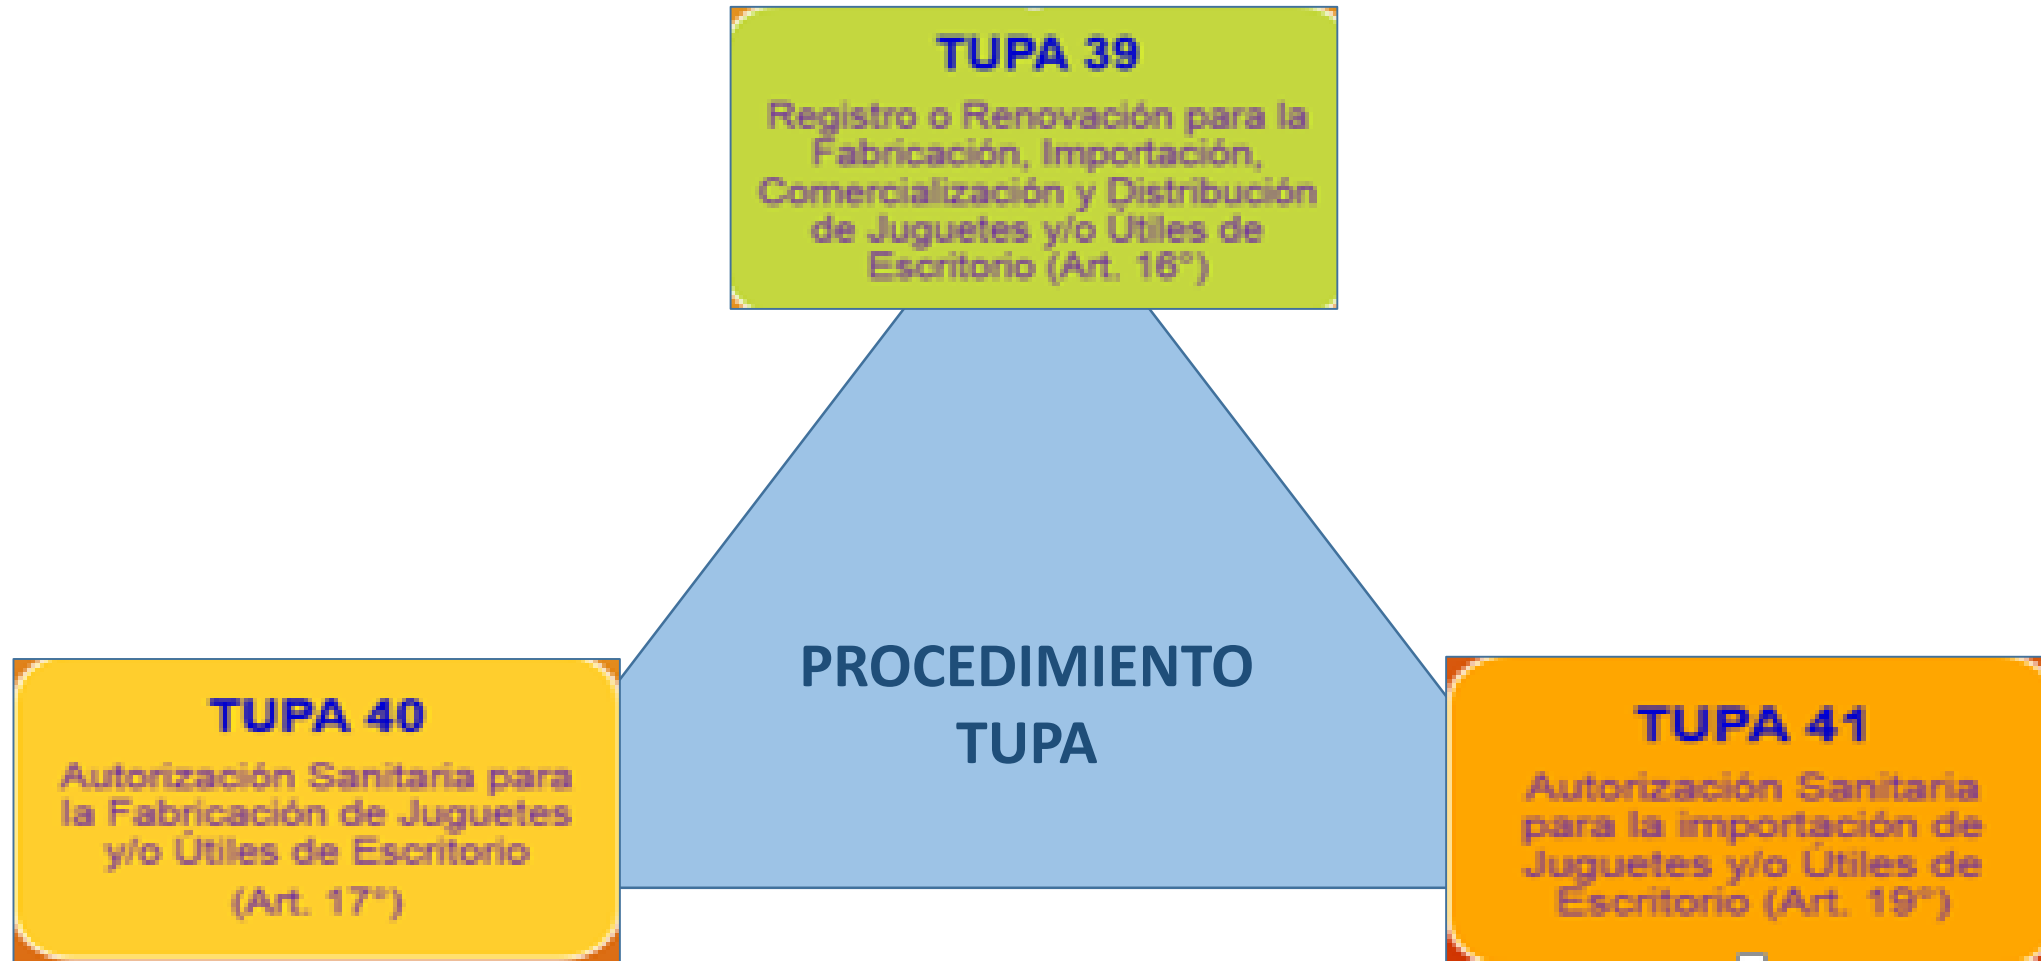 TUPA 39
Registro o Renovación para la
Fabricación, Importación,
Comercialización y Distribución
de Juguetes y/o Útiles de
Escritorio (Art. 16°)
PROCEDIMIENTO
TUPA
TUPA 40
Autorización Sanitaria para
la Fabricación de Juguetes
y/o Útiles de Escritorio
(Art. 17°)
TUPA 41
Autorización Sanitaria
para la importación de
Juguetes y/o Útiles de
Escritorio (Art. 19°)